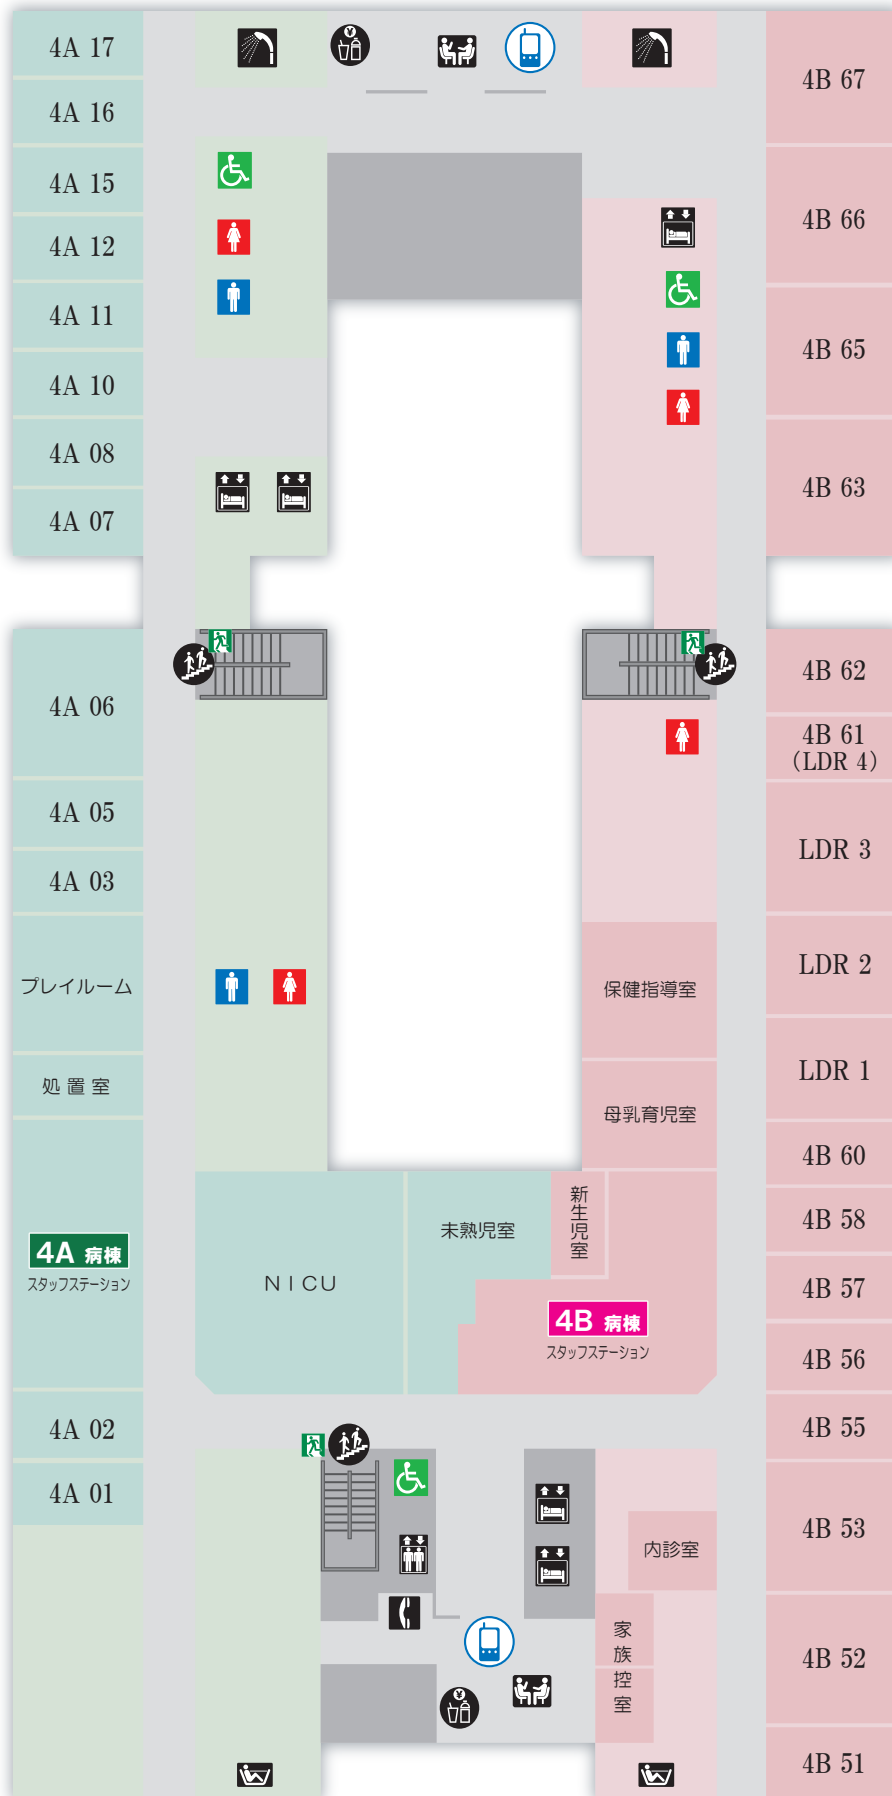 4A 17
4A 16
4A 15
4A 12
4A 11
4A 10
4A 08
4A 07
4A 06
4A 05
4A 03
プレイルーム
処置室
4A 病棟
スタッフステーション
4A 02
4A 01
¥
NICU
未熟児室
新生児室
4B 病棟
スタッフステーション
保健指導室
母乳育児室
内診室
家族控室
¥
4B 67
4B 66
4B 65
4B 63
4B 62
4B 61
(LDR 4)
LDR 3
LDR 2
LDR 1
4B 60
4B 58
4B 57
4B 56
4B 55
4B 53
4B 52
4B 51